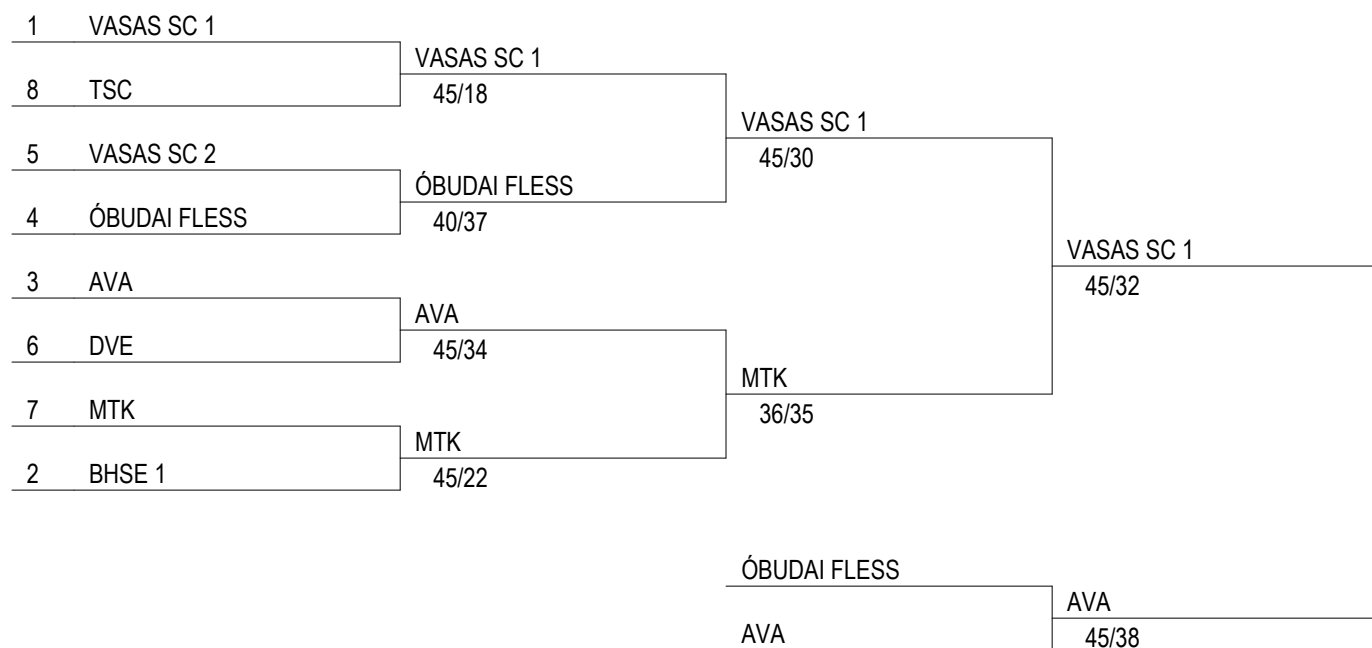 1 VASAS SC 1
VASAS SC 1
8 TSC
45/18
VASAS SC 1
5 VASAS SC 2
45/30
ÓBUDAI FLESS
4 ÓBUDAI FLESS
40/37
VASAS SC 1
3 AVA
45/32
AVA
6 DVE
45/34
MTK
7 MTK
36/35
MTK
2 BHSE 1
45/22
ÓBUDAI FLESS
AVA
AVA
45/38